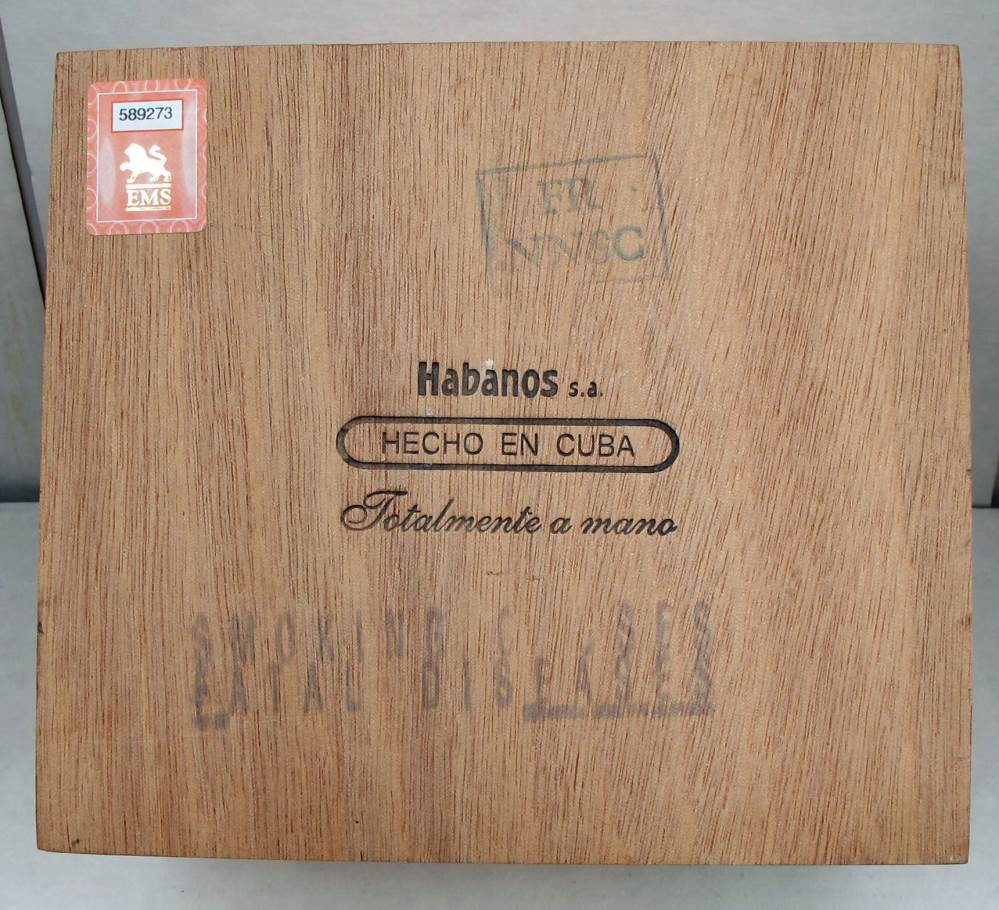 589273
EMS
FR
NNSC
Habanos s.a.
HECHO EN CUBA
Totalmente a mano
SMOKING CAUSES
FATAL DISEASES